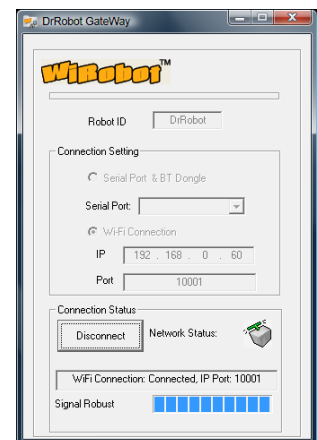 DrRobot GateWay
WiRobot™
Robot ID DrRobot
Connection Setting
Serial Port & BT Dongle
Serial Port:
Wi-Fi Connection
IP 192 . 168 . 0 . 60
Port 10001
Connection Status
Disconnect Network Status:
WiFi Connection: Connected, IP Port: 10001
Signal Robust